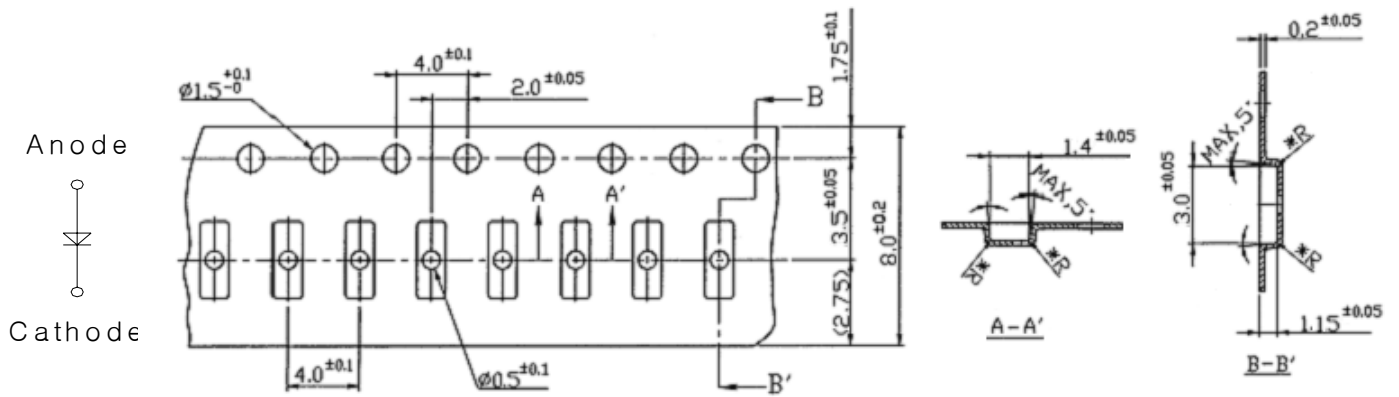 Anode
Cathode
Ø1.5 +0.1 -0
4.0±0.1
2.0±0.05
B
1.75±0.1
3.5±0.05
8.0±0.2
(2.75)
A
A'
4.0±0.1
Ø0.5±0.1
B'
1.4±0.05
MAX.5°
*R
*R
A-A'
0.2±0.05
MAX.5°
*R
3.0±0.05
*R
1.15±0.05
B-B'